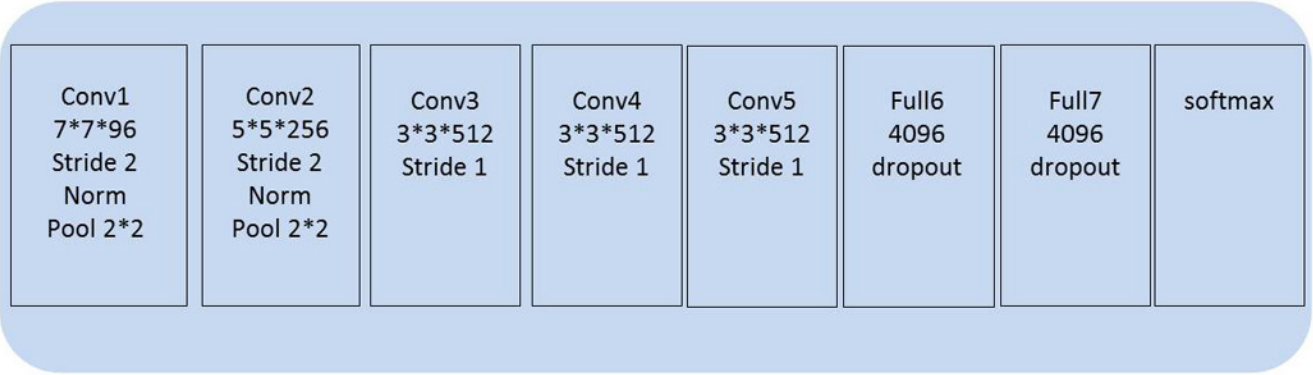 Conv1
7*7*96
Stride 2
Norm
Pool 2*2
Conv2
5*5*256
Stride 2
Norm
Pool 2*2
Conv3
3*3*512
Stride 1
Conv4
3*3*512
Stride 1
Conv5
3*3*512
Stride 1
Full6
4096
dropout
Full7
4096
dropout
softmax